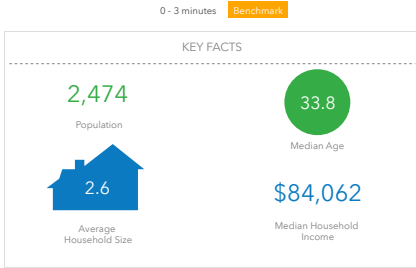 0 - 3 minutes Benchmark
KEY FACTS
2,474
Population
33.8
Median Age
2.6
Average
Household Size
$84,062
Median Household
Income